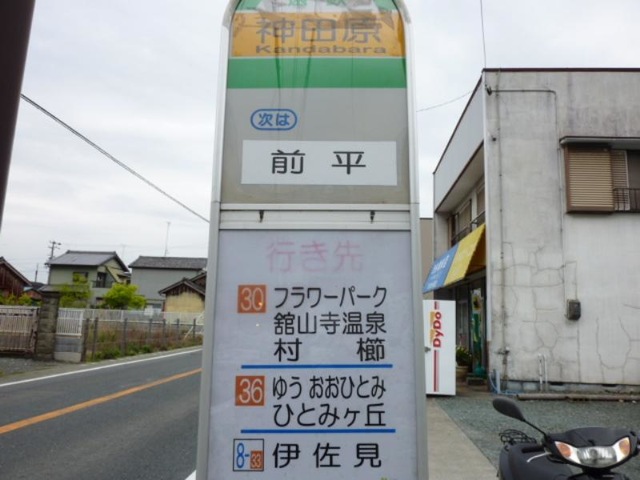 神田原
Kandabara
次は
前平
行き先
30 フラワーパーク
舘山寺温泉
村櫛
36 ゆう おおひとみ
ひとみヶ丘
8-33 伊佐見
DyDo